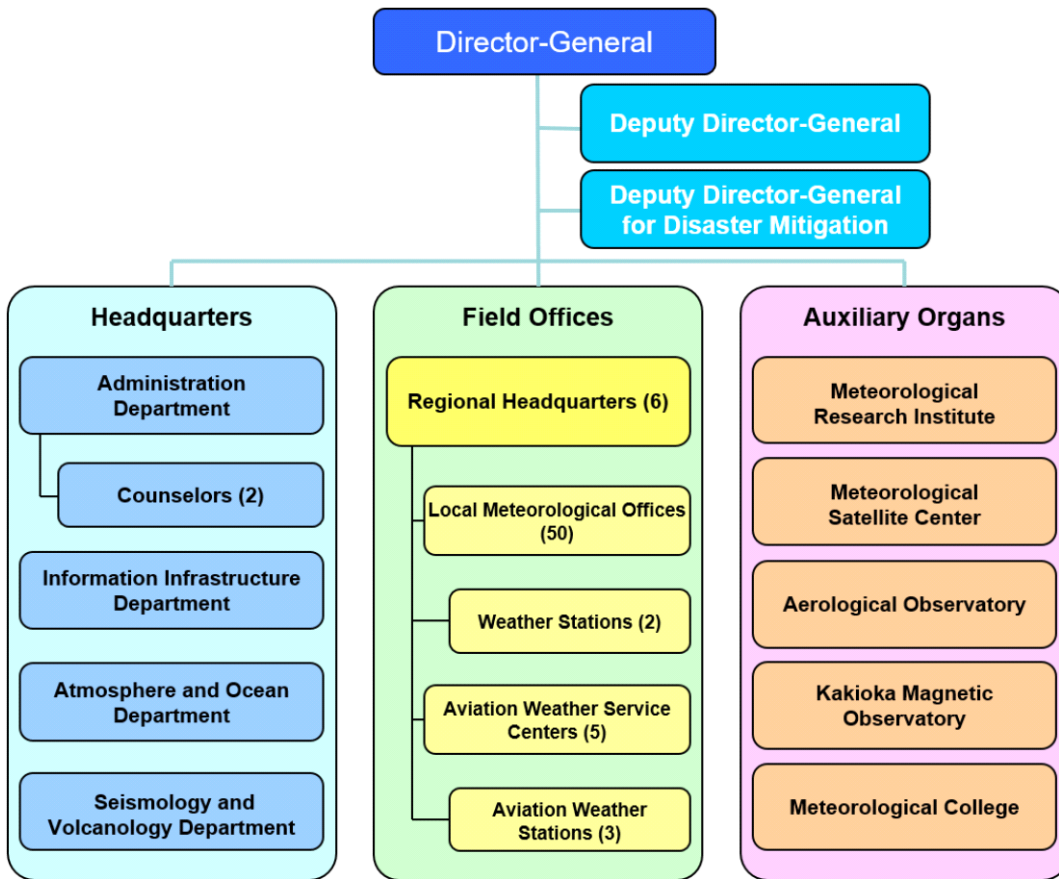 Director-General
Deputy Director-General
Deputy Director-General
for Disaster Mitigation
Headquarters
Administration
Department
Counselors (2)
Information Infrastructure
Department
Atmosphere and Ocean
Department
Seismology and
Volcanology Department
Field Offices
Regional Headquarters (6)
Local Meteorological Offices
(50)
Weather Stations (2)
Aviation Weather Service
Centers (5)
Aviation Weather
Stations (3)
Auxiliary Organs
Meteorological
Research Institute
Meteorological
Satellite Center
Aerological Observatory
Kakioka Magnetic
Observatory
Meteorological College